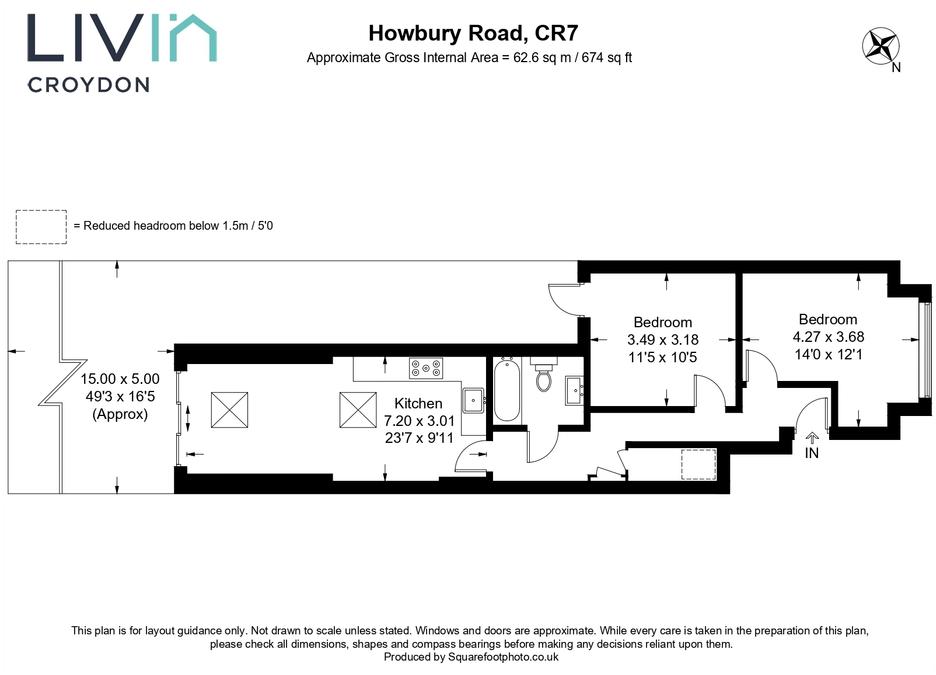 LIVIn
CROYDON
Howbury Road, CR7
Approximate Gross Internal Area = 62.6 sq m / 674 sq ft
N
= Reduced headroom below 1.5m / 5'0
15.00 x 5.00
49'3 x 16'5
(Approx)
Kitchen
7.20 x 3.01
23'7 x 9'11
Bedroom
3.49 x 3.18
11'5 x 10'5
Bedroom
4.27 x 3.68
14'0 x 12'1
IN
This plan is for layout guidance only. Not drawn to scale unless stated. Windows and doors are approximate. While every care is taken in the preparation of this plan,
please check all dimensions, shapes and compass bearings before making any decisions reliant upon them.
Produced by Squarefootphoto.co.uk